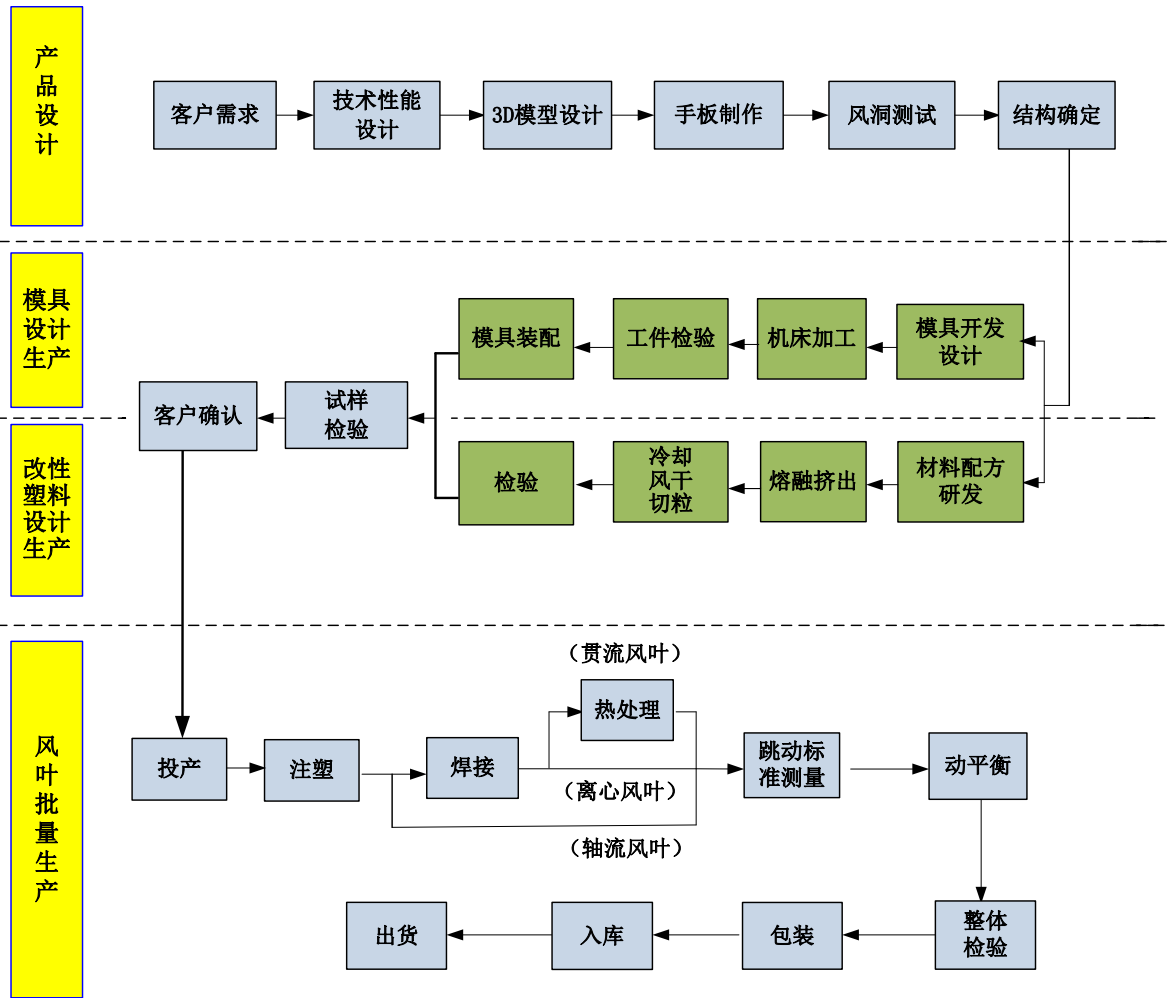 产
品
设
计
客户需求
技术性能
设计
3D模型设计
手板制作
风洞测试
结构确定
模具
设计
生产
模具装配
工件检验
机床加工
模具开发
设计
客户确认
试样
检验
改性
塑料
设计
生产
检验
冷却
风干
切粒
熔融挤出
材料配方
研发
风
叶
批
量
生
产
（贯流风叶）
热处理
投产
注塑
焊接
（离心风叶）
跳动标
准测量
动平衡
（轴流风叶）
出货
入库
包装
整体
检验